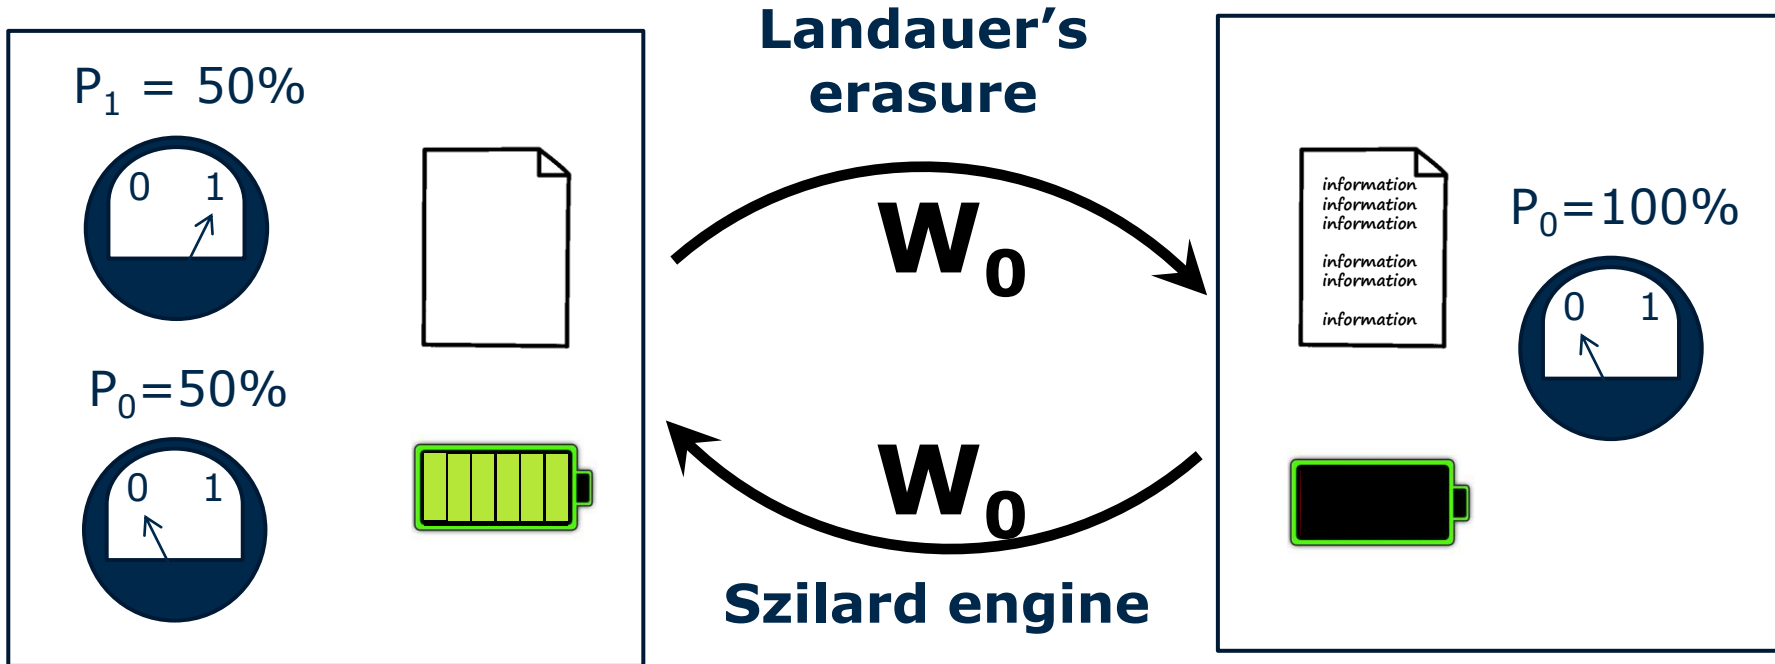 Landauer's
erasure
P₁ = 50%
0 1
P₀=50%
0 1
W₀
W₀
Szilard engine
information
information
information
information
information
information
P₀=100%
0 1